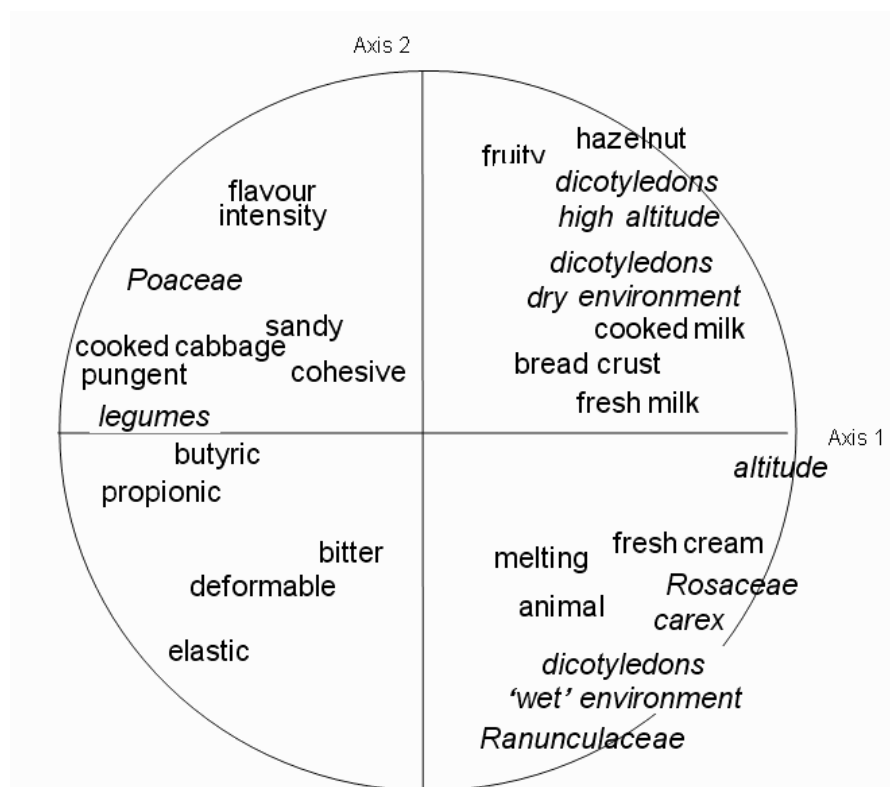 Axis 2
hazelnut
fruity
dicotyledons
flavour
high altitude
intensity
dicotyledons
Poaceae
dry environment
sandy
cooked milk
cooked cabbage
bread crust
pungent
cohesive
fresh milk
legumes
Axis 1
butyric
altitude
propionic
fresh cream
bitter
melting
deformable
Rosaceae
animal
carex
elastic
dicotyledons
‘wet’ environment
Ranunculaceae